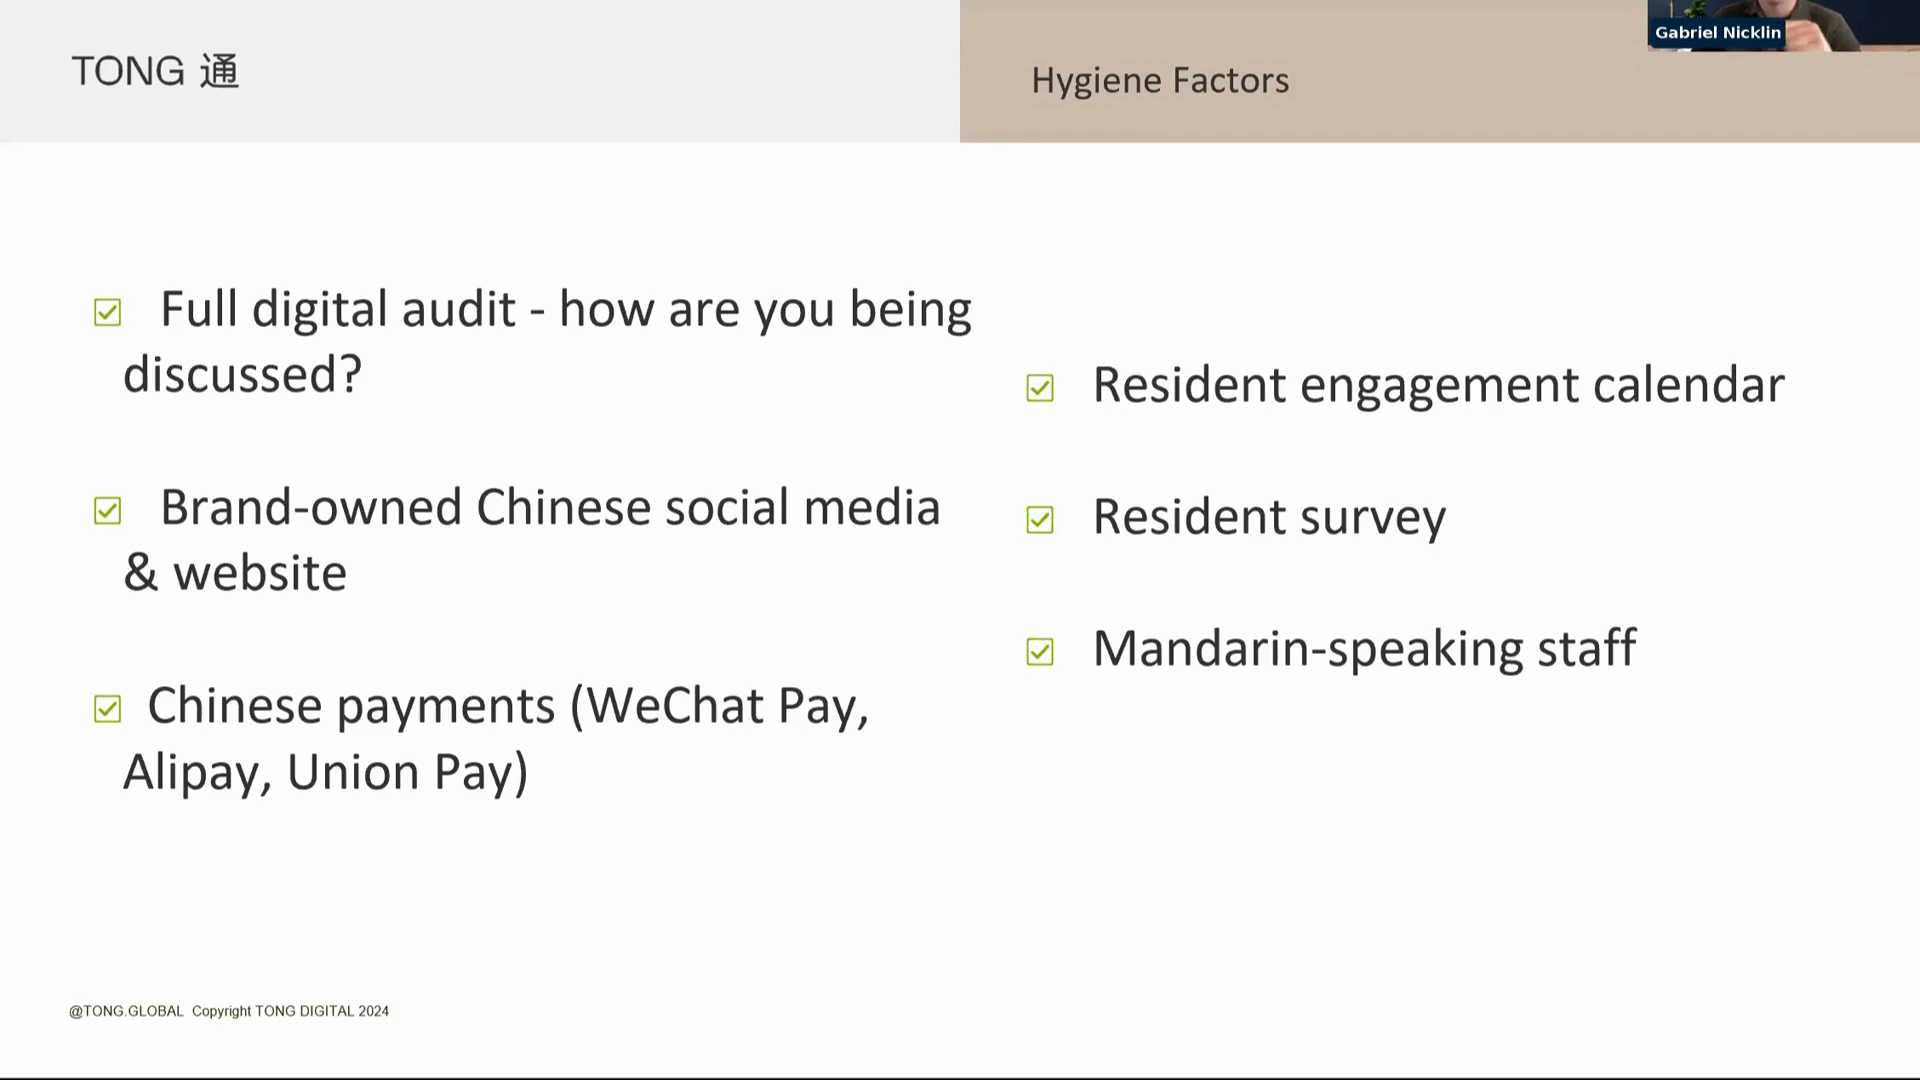 TONG 通
Hygiene Factors
Gabriel Nicklin
Full digital audit - how are you being
discussed?
Brand-owned Chinese social media
& website
Chinese payments (WeChat Pay,
Alipay, Union Pay)
Resident engagement calendar
Resident survey
Mandarin-speaking staff
@TONG.GLOBAL Copyright TONG DIGITAL 2024